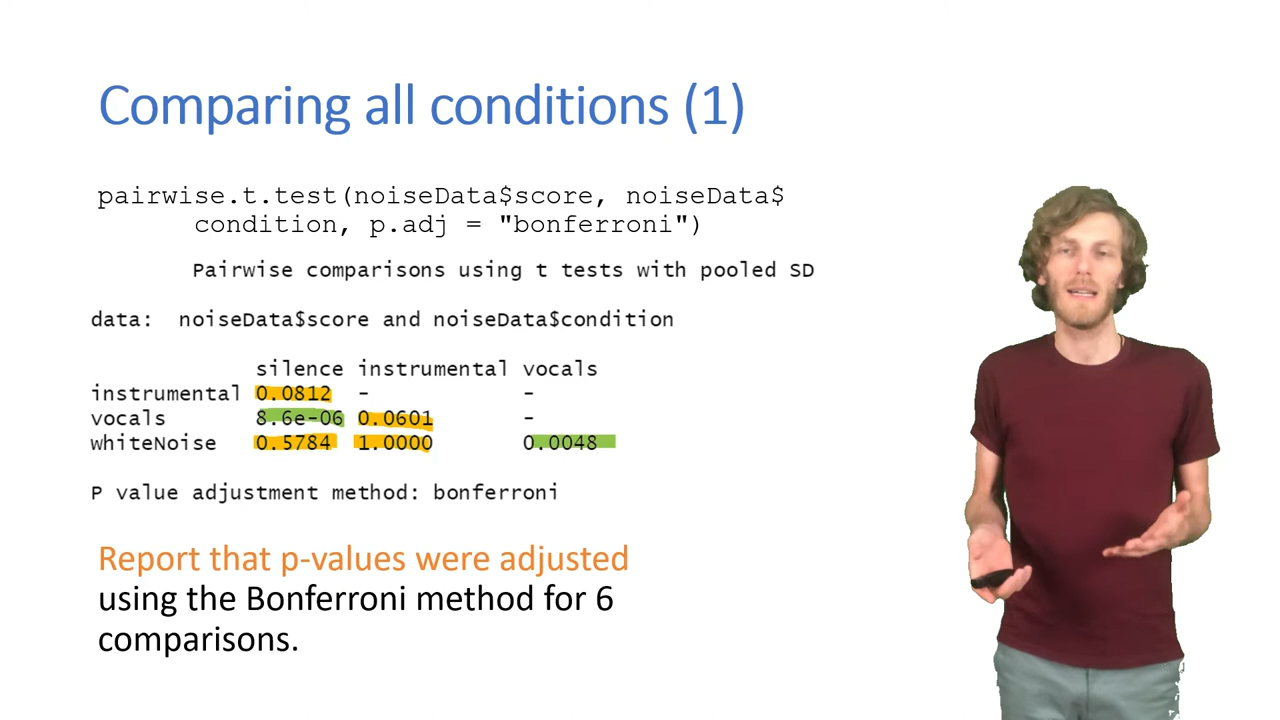 Comparing all conditions (1)
pairwise.t.test(noiseData$score, noiseData$
condition, p.adj = "bonferroni")
Pairwise comparisons using t tests with pooled SD
data:  noiseData$score and noiseData$condition
silence instrumental vocals
instrumental 0.0812 - -
vocals 8.6e-06 0.0601 -
whiteNoise 0.5784 1.0000 0.0048
P value adjustment method: bonferroni
Report that p-values were adjusted
using the Bonferroni method for 6
comparisons.